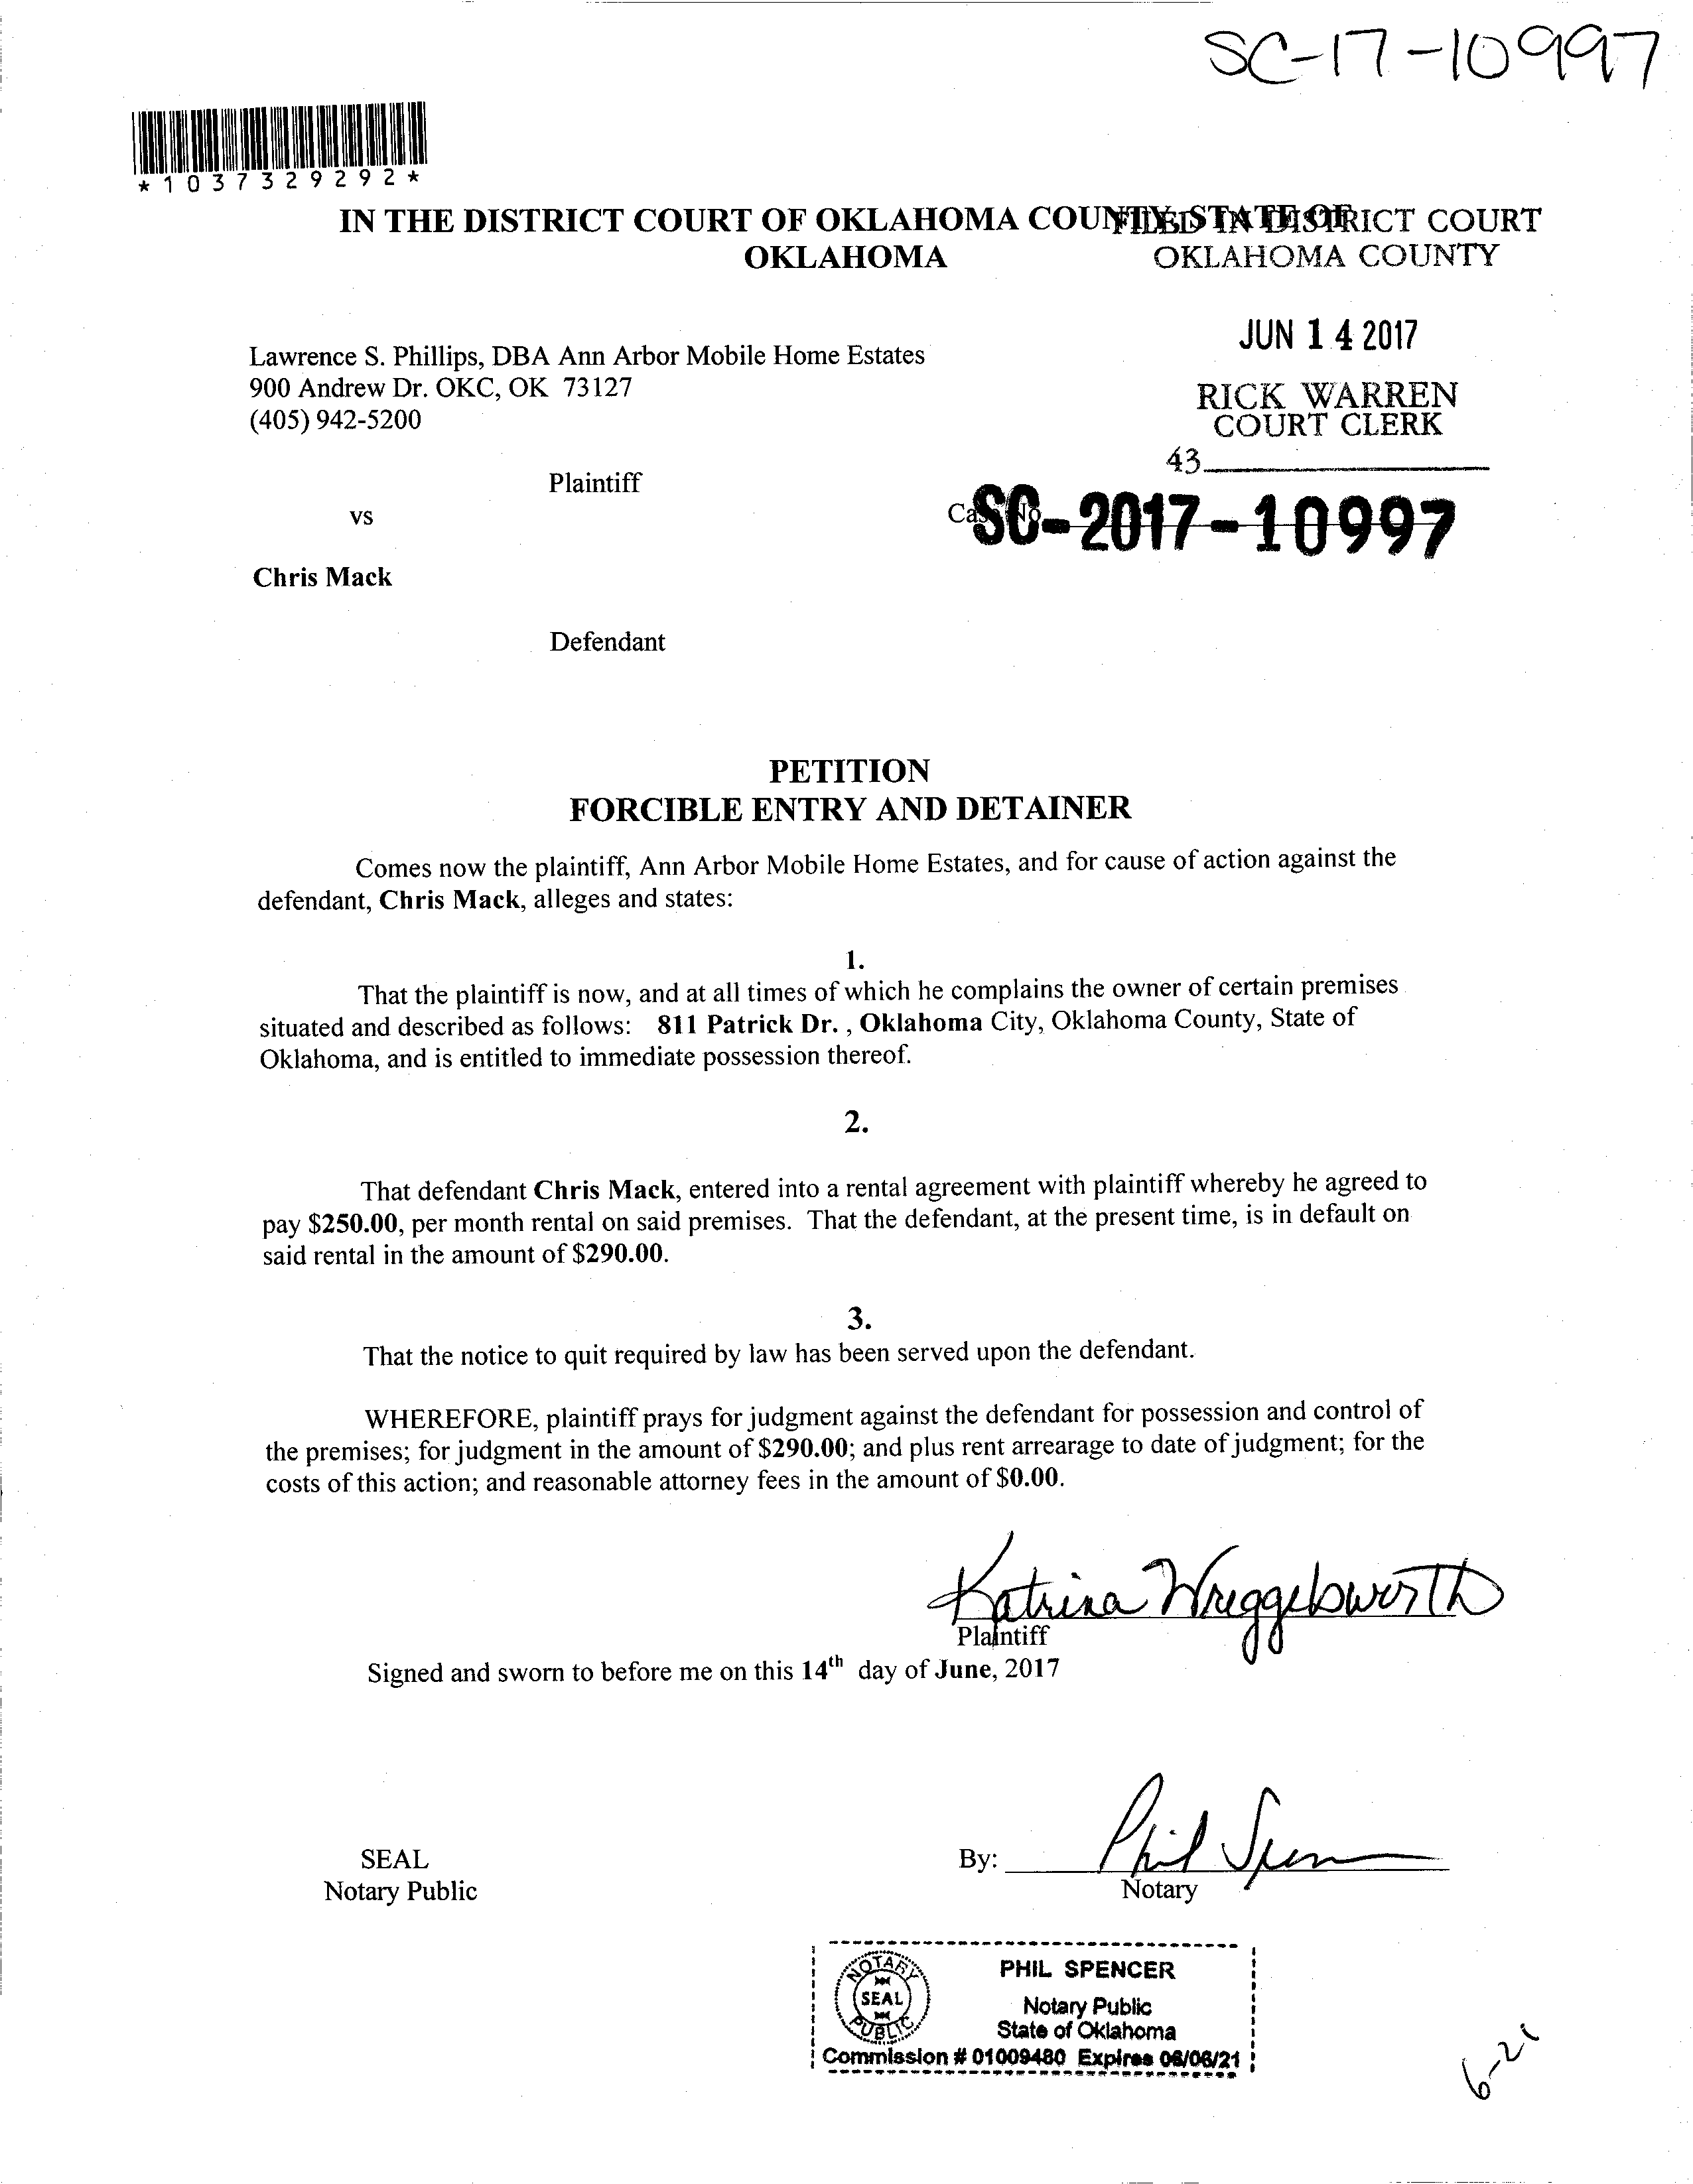 SC-17-10997
*1037329292*
IN THE DISTRICT COURT OF OKLAHOMA COUNTY, STATE OF
OKLAHOMA
FILED IN DISTRICT COURT
OKLAHOMA COUNTY
JUN 14 2017
RICK WARREN
COURT CLERK
43
Lawrence S. Phillips, DBA Ann Arbor Mobile Home Estates
900 Andrew Dr. OKC, OK 73127
(405) 942-5200
Plaintiff
vs
Case No.
SC-2017-10997
Chris Mack
Defendant
PETITION
FORCIBLE ENTRY AND DETAINER
Comes now the plaintiff, Ann Arbor Mobile Home Estates, and for cause of action against the
defendant, Chris Mack, alleges and states:
1.
That the plaintiff is now, and at all times of which he complains the owner of certain premises
situated and described as follows: 811 Patrick Dr. , Oklahoma City, Oklahoma County, State of
Oklahoma, and is entitled to immediate possession thereof.
2.
That defendant Chris Mack, entered into a rental agreement with plaintiff whereby he agreed to
pay $250.00, per month rental on said premises. That the defendant, at the present time, is in default on
said rental in the amount of $290.00.
3.
That the notice to quit required by law has been served upon the defendant.
WHEREFORE, plaintiff prays for judgment against the defendant for possession and control of
the premises; for judgment in the amount of $290.00; and plus rent arrearage to date of judgment; for the
costs of this action; and reasonable attorney fees in the amount of $0.00.
Katrina Wreggelsworth
Plaintiff
Signed and sworn to before me on this 14th day of June, 2017
SEAL
Notary Public
By: Phil Spencer
Notary
NOTARY
SEAL
PUBLIC
PHIL SPENCER
Notary Public
State of Oklahoma
Commission # 01009480 Expires 06/06/21
6-21